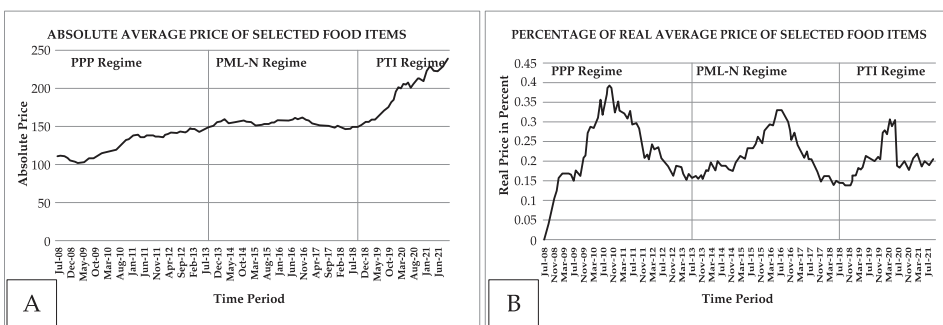 ABSOLUTE AVERAGE PRICE OF SELECTED FOOD ITEMS
250
200
150
100
50
0
Absolute Price
PPP Regime
PML-N Regime
PTI Regime
Jul-08
Dec-08
May-09
Oct-09
Mar-10
Aug-10
Jan-11
Jun-11
Nov-11
Apr-12
Sep-12
Feb-13
Jul-13
Dec-13
May-14
Oct-14
Mar-15
Aug-15
Jan-16
Jun-16
Nov-16
Apr-17
Sep-17
Feb-18
Jul-18
Dec-18
May-19
Oct-19
Mar-20
Aug-20
Jan-21
Jun-21
Time Period
A
PERCENTAGE OF REAL AVERAGE PRICE OF SELECTED FOOD ITEMS
0.45
0.4
0.35
0.3
0.25
0.2
0.15
0.1
0.05
0
Real Price in Percent
PPP Regime
PML-N Regime
PTI Regime
Jul-08
Nov-08
Mar-09
Jul-09
Nov-09
Mar-10
Jul-10
Nov-10
Mar-11
Jul-11
Nov-11
Mar-12
Jul-12
Nov-12
Mar-13
Jul-13
Nov-13
Mar-14
Jul-14
Nov-14
Mar-15
Jul-15
Nov-15
Mar-16
Jul-16
Nov-16
Mar-17
Jul-17
Nov-17
Mar-18
Jul-18
Nov-18
Mar-19
Jul-19
Nov-19
Mar-20
Jul-20
Nov-20
Mar-21
Jul-21
Time Period
B